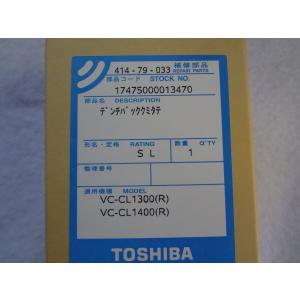 414-79-033 補修部品
REPAIR PARTS
部品コード STOCK NO.
17475000013470
部品名 DESCRIPTION
ﾃﾞﾝﾁﾊﾟｯｸｸﾐﾀﾃ
形名・定格 RATING 数量 Q'TY
S L 1
整理番号
適用機種 MODEL
VC-CL1300(R)
VC-CL1400(R)
TOSHIBA